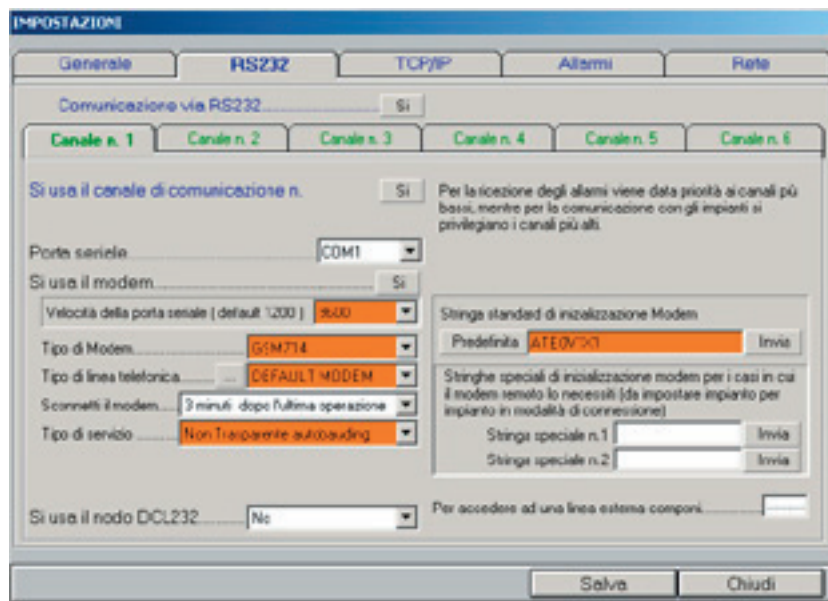 IMPOSTAZIONI
Generale RS232 TCP/IP Allarmi Rete
Comunicazione via RS232 Si
Canale n. 1 Canale n. 2 Canale n. 3 Canale n. 4 Canale n. 5 Canale n. 6
Si usa il canale di comunicazione n. Si
Per la ricezione degli allarmi viene data priorità ai canali pù
bassi, mentre per la comunicazione con gli impianti si
privilegiano i canali più alti.
Porta seriale COM1
Si usa il modem Si
Velocità della porta seriale ( default 1200 ) 9600
Stringa standard di inizializzazione Modem
Predefinita Invia
Tipo di Modem GSM714
Tipo di linea telefonica ... DEFAULT MODEM
Stringhe speciali di inizializzazione modem per i casi in cui
il modem remoto lo necessiti (da impostare impianto per
impianto in modalità di connessione)
Sconnetti il modem 3 minuti dopo l'ultima operazione
Tipo di servizio Non Trasparente autobauding
Stringa speciale n.1 Invia
Stringa speciale n.2 Invia
Si usa il nodo DCL232 No
Per accedere ad una linea esterna componi
Salva Chiudi